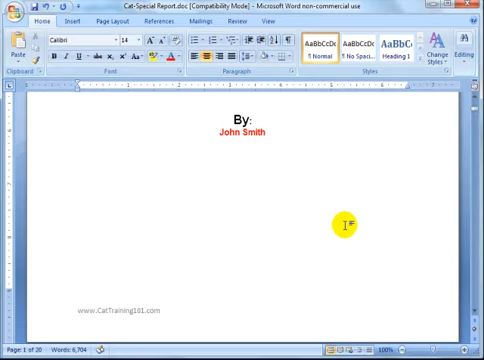 Cat-Special Report.doc [Compatibility Mode] - Microsoft Word non-commercial use
Home Insert Page Layout References Mailings Review View
Paste
Calibri 14
AaBbCcDc AaBbCcDc AaBbC
¶ Normal ¶ No Spaci... Heading 1
Change Styles
Editing
Clipboard Font Paragraph Styles
By:
John Smith
www.CatTraining101.com
Page: 1 of 20 Words: 6,704 100%